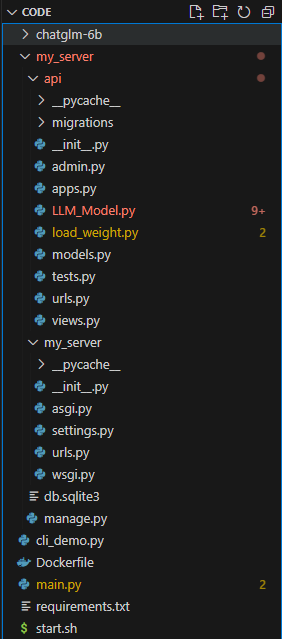 CODE
chatglm-6b
my_server
api
__pycache__
migrations
__init__.py
admin.py
apps.py
LLM_Model.py 9+
load_weight.py 2
models.py
tests.py
urls.py
views.py
my_server
__pycache__
__init__.py
asgi.py
settings.py
urls.py
wsgi.py
db.sqlite3
manage.py
cli_demo.py
Dockerfile
main.py 2
requirements.txt
$ start.sh